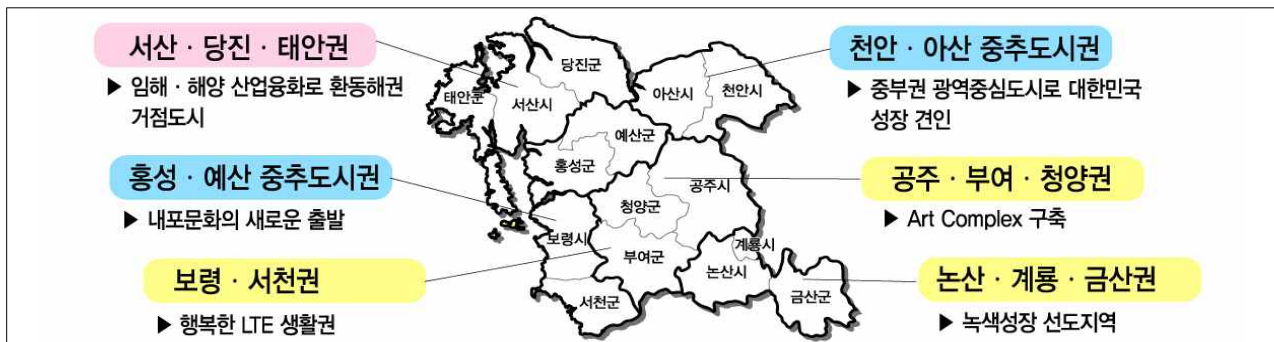 서산 · 당진 · 태안권
▶ 임해 · 해양 산업융화로 환동해권
거점도시
홍성 · 예산 중추도시권
▶ 내포문화의 새로운 출발
보령 · 서천권
▶ 행복한 LTE 생활권
당진군
태안군
서산시
아산시
천안시
예산군
홍성군
공주시
청양군
보령시
부여군
계룡시
논산시
서천군
금산군
천안 · 아산 중추도시권
▶ 중부권 광역중심도시로 대한민국
성장 견인
공주 · 부여 · 청양권
▶ Art Complex 구축
논산 · 계룡 · 금산권
▶ 녹색성장 선도지역